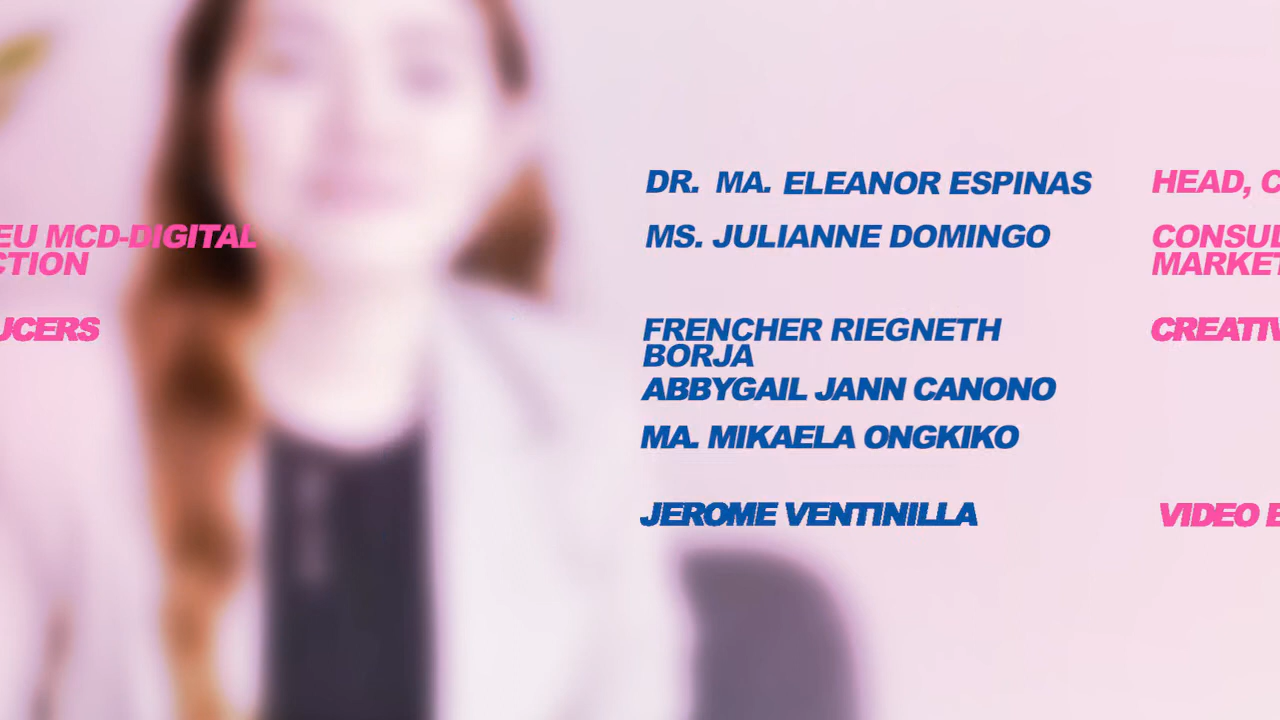 DR. MA. ELEANOR ESPINAS
HEAD, C
EU MCD-DIGITAL
CTION
MS. JULIANNE DOMINGO
CONSUL
MARKET
UCERS
FRENCHER RIEGNETH
BORJA
CREATIV
ABBYGAIL JANN CANONO
MA. MIKAELA ONGKIKO
JEROME VENTINILLA
VIDEO E